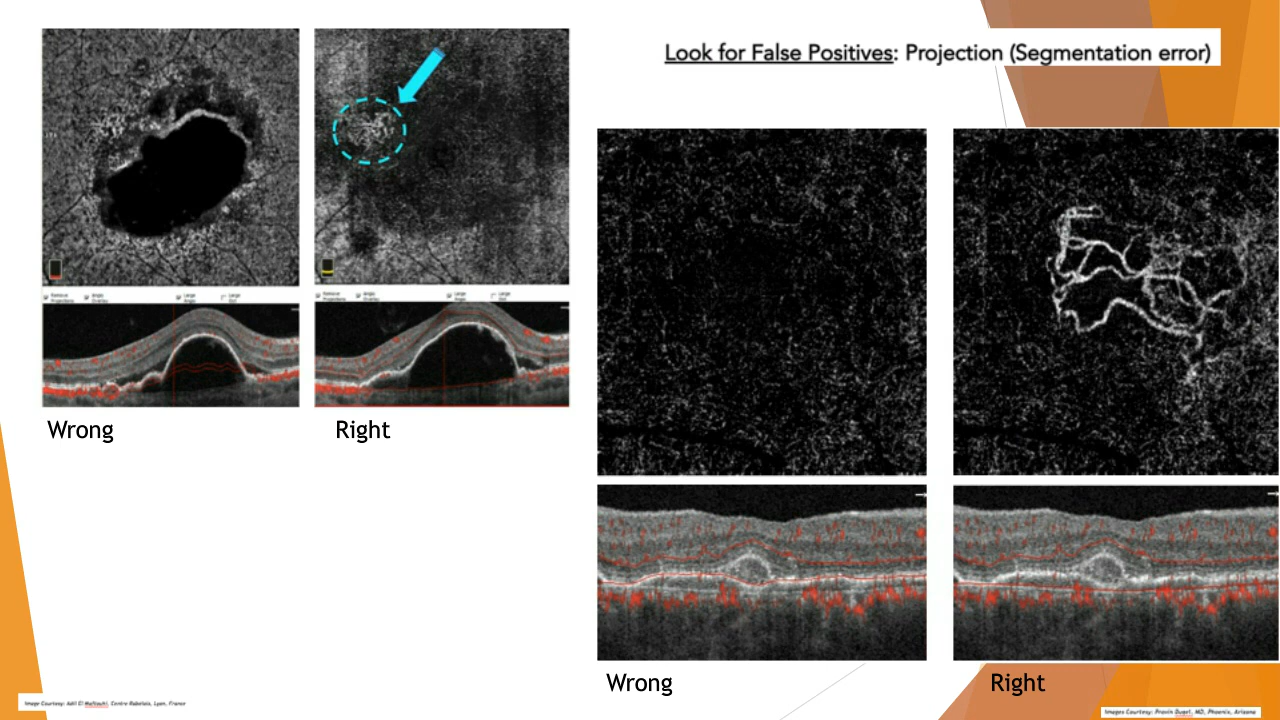 Look for False Positives: Projection (Segmentation error)
Wrong
Right
Wrong
Right
Image Courtesy: Adil El Maftouhi, Centre Rabelais, Lyon, France
Images Courtesy: Pravin Dugel, MD, Phoenix, Arizona